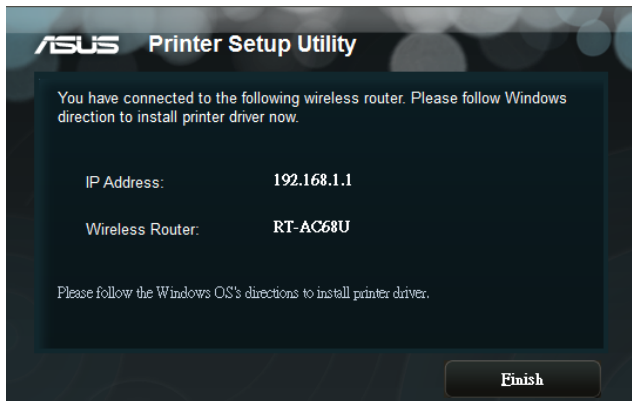 ASUS Printer Setup Utility
You have connected to the following wireless router. Please follow Windows
direction to install printer driver now.
IP Address: 192.168.1.1
Wireless Router: RT-AC68U
Please follow the Windows OS's directions to install printer driver.
Finish